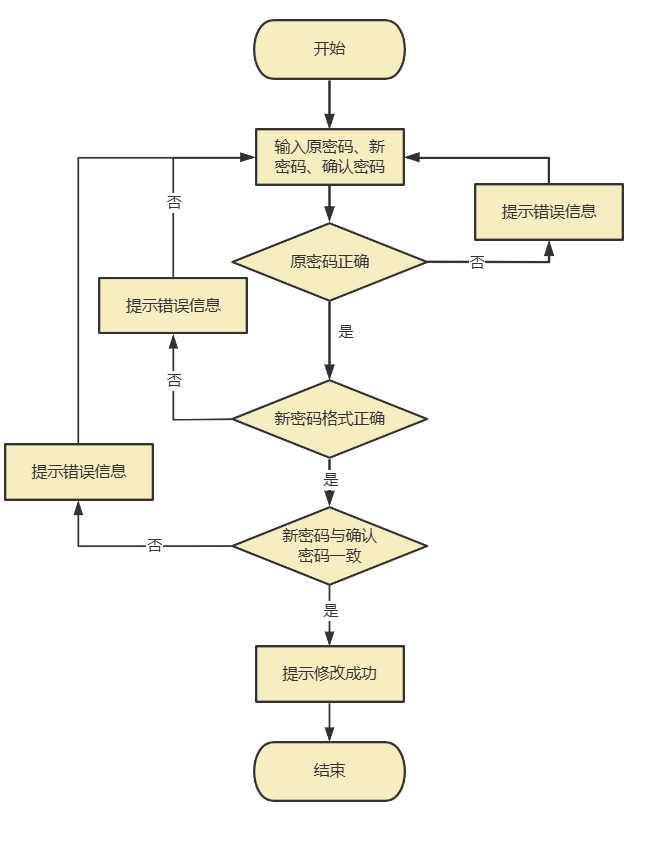 开始
输入原密码、新
密码、确认密码
否
提示错误信息
原密码正确
否
提示错误信息
是
否
新密码格式正确
提示错误信息
是
否
新密码与确认
密码一致
是
提示修改成功
结束